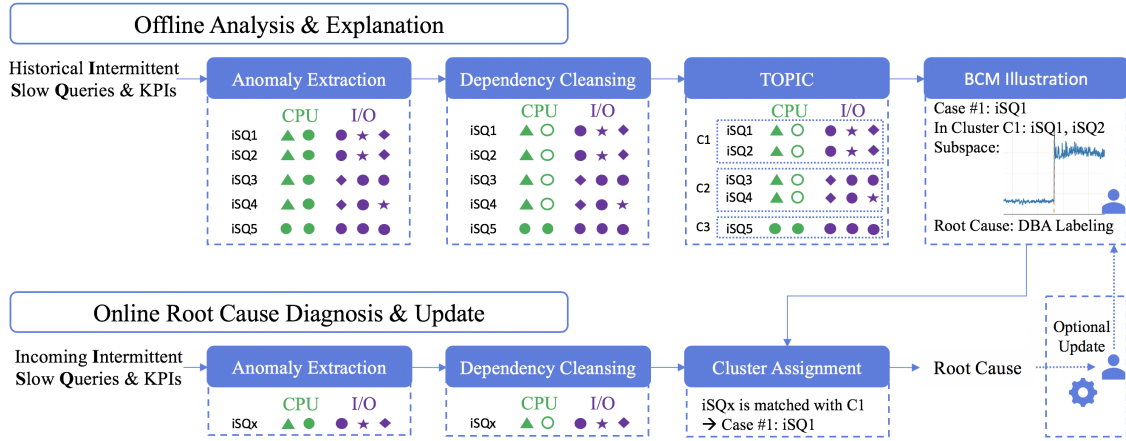 Offline Analysis & Explanation
Historical Intermittent
Slow Queries & KPIs
Anomaly Extraction
CPU I/O
iSQ1
iSQ2
iSQ3
iSQ4
iSQ5
Dependency Cleansing
CPU I/O
iSQ1
iSQ2
iSQ3
iSQ4
iSQ5
TOPIC
CPU I/O
C1
iSQ1
iSQ2
C2
iSQ3
iSQ4
C3
iSQ5
BCM Illustration
Case #1: iSQ1
In Cluster C1: iSQ1, iSQ2
Subspace:
Root Cause: DBA Labeling
Online Root Cause Diagnosis & Update
Incoming Intermittent
Slow Queries & KPIs
Anomaly Extraction
CPU I/O
iSQx
Dependency Cleansing
CPU I/O
iSQx
Cluster Assignment
iSQx is matched with C1
→ Case #1: iSQ1
Root Cause
Optional
Update